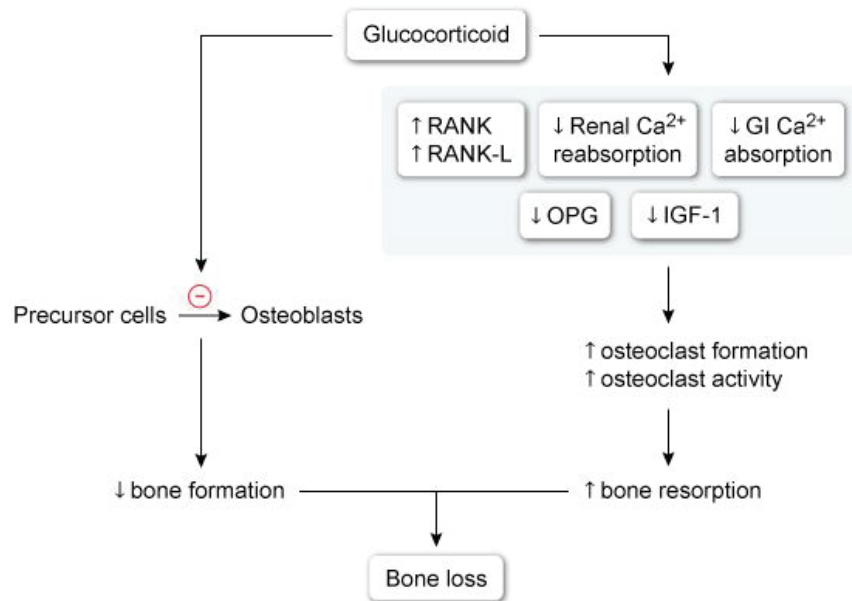 Glucocorticoid
↑ RANK
↑ RANK-L
↓ Renal Ca²⁺
reabsorption
↓ GI Ca²⁺
absorption
↓ OPG
↓ IGF-1
Precursor cells
−
Osteoblasts
↑ osteoclast formation
↑ osteoclast activity
↓ bone formation
↑ bone resorption
Bone loss